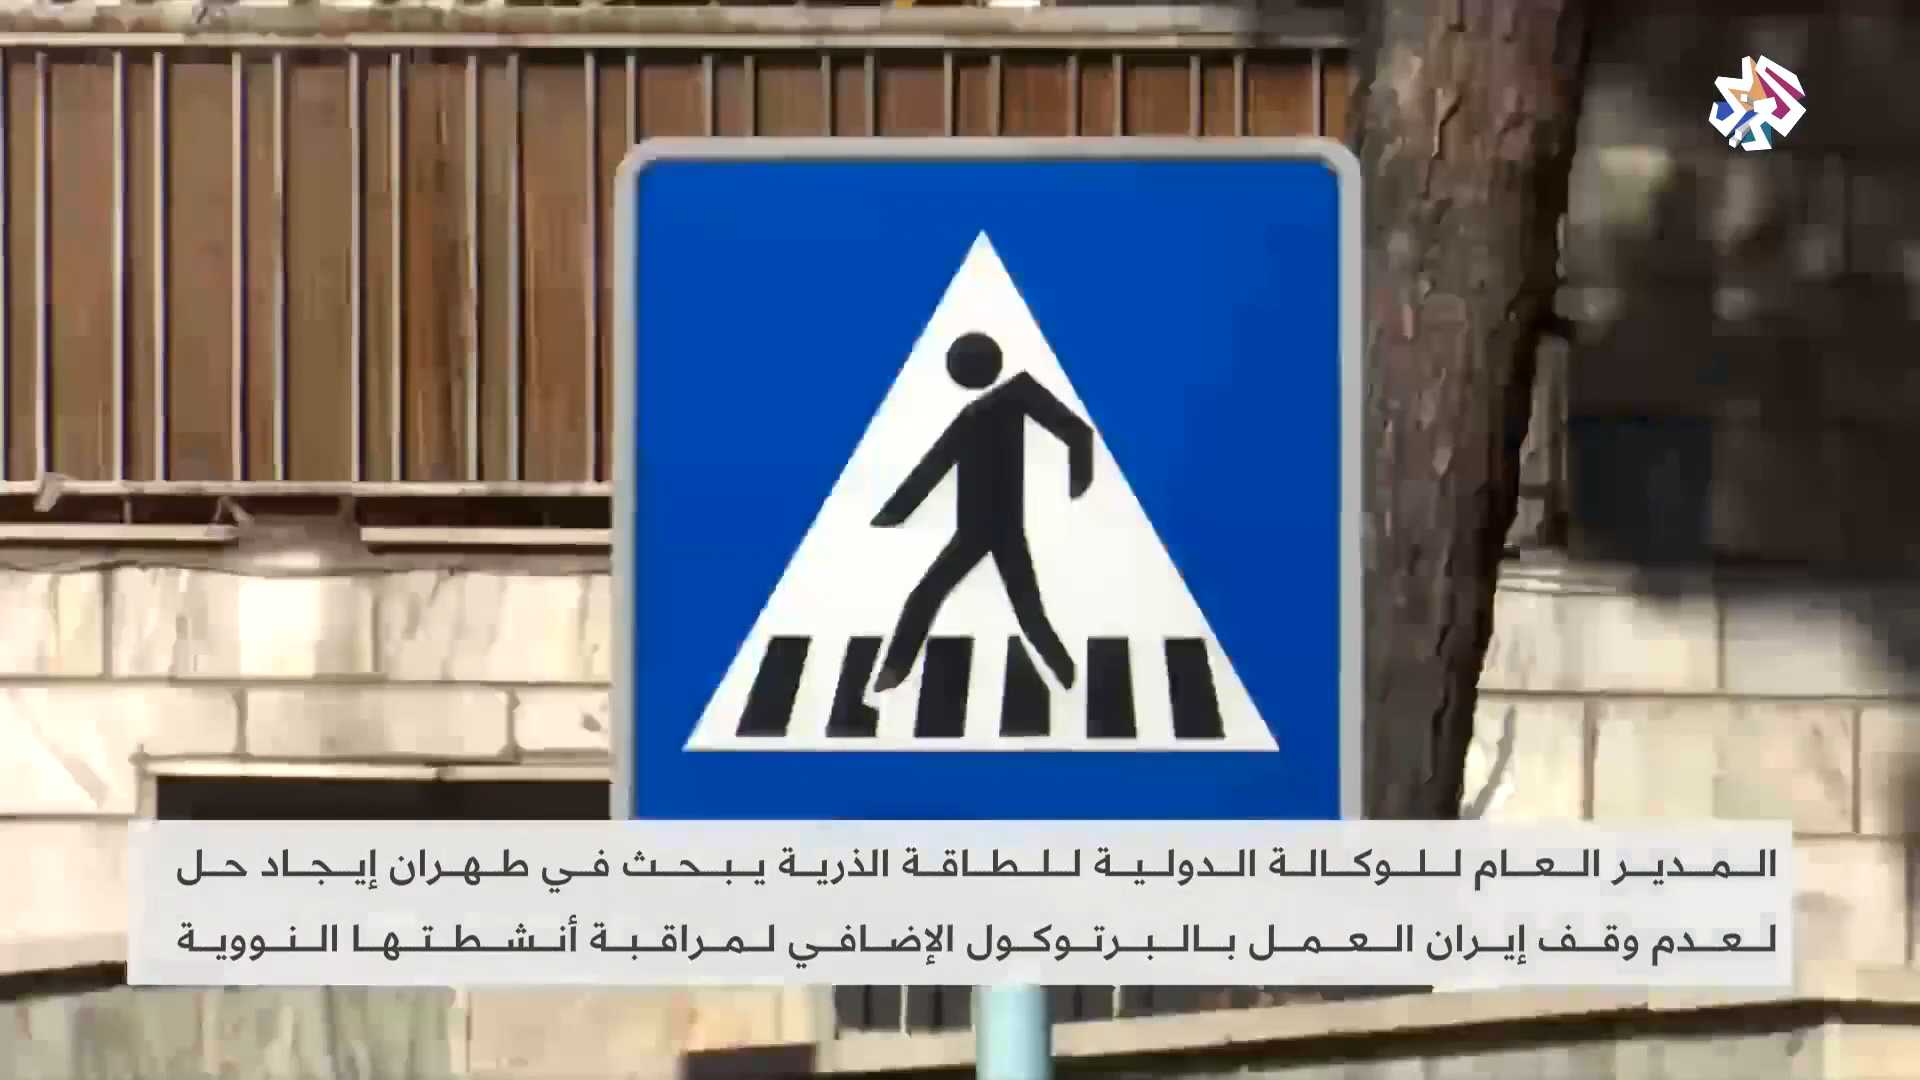 المدير العام للوكالة الدولية للطاقة الذرية يبحث في طهران إيجاد حل
لعدم وقف إيران العمل بالبرتوكول الإضافي لمراقبة أنشطتها النووية